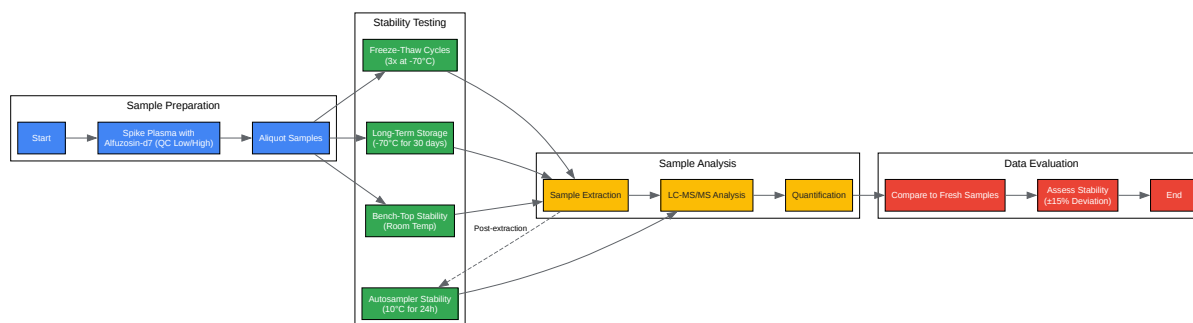 Sample Preparation
Start
Spike Plasma with
Alfuzosin-d7 (QC Low/High)
Aliquot Samples
Stability Testing
Freeze-Thaw Cycles
(3x at -70°C)
Long-Term Storage
(-70°C for 30 days)
Bench-Top Stability
(Room Temp)
Autosampler Stability
(10°C for 24h)
Post-extraction
Sample Analysis
Sample Extraction
LC-MS/MS Analysis
Quantification
Data Evaluation
Compare to Fresh Samples
Assess Stability
(±15% Deviation)
End